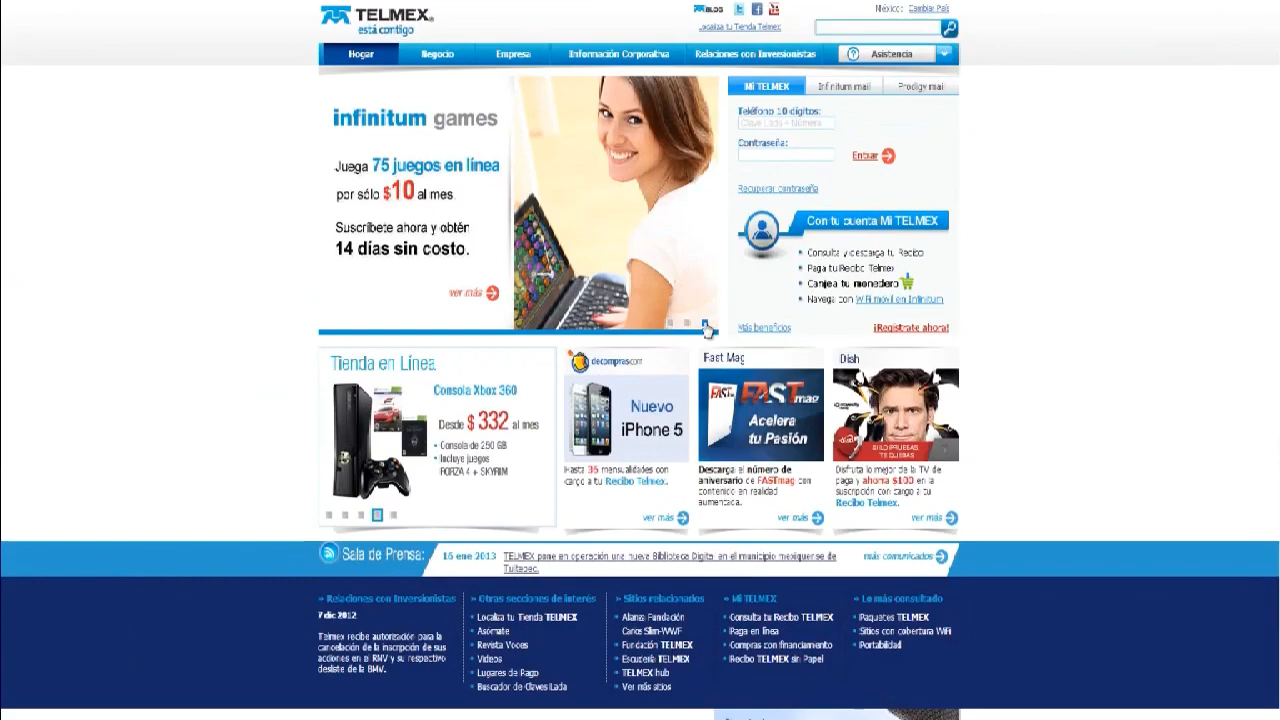 TELMEX®
está contigo
BLOG
Localiza tu Tienda Telmex
México: Cambiar País
Hogar
Negocio
Empresa
Información Corporativa
Relaciones con Inversionistas
Asistencia
infinitum games
Juega 75 juegos en línea
por sólo $10 al mes.
Suscríbete ahora y obtén
14 días sin costo.
ver más
Mi TELMEX
Infinitum mail
Prodigy mail
Teléfono 10 dígitos:
Clave Lada + Número
Contraseña:
Entrar
Recuperar contraseña
Con tu cuenta Mi TELMEX
• Consulta y descarga tu Recibo
• Paga tu Recibo Telmex
• Canjea tu monedero
• Navega con WiFi móvil en Infinitum
Más beneficios
¡Regístrate ahora!
Tienda en Línea
Consola Xbox 360
Desde $332 al mes
• Consola de 250 GB
• Incluye juegos
FORZA 4 + SKYRIM
decompras.com
Nuevo
iPhone 5
Hasta 36 mensualidades con
cargo a tu Recibo Telmex.
ver más
Fast Mag
FAST mag
Acelera
tu Pasión
Descarga el número de
aniversario de FASTmag con
contenido en realidad
aumentada.
ver más
Dish
SI LO PRUEBAS,
TE QUEDAS
Disfruta lo mejor de la TV de
paga y ahorra $100 en la
suscripción con cargo a tu
Recibo Telmex.
ver más
Sala de Prensa:
16 ene 2013
TELMEX pone en operación una nueva Biblioteca Digital en el municipio mexiquense de
Tultepec.
más comunicados
» Relaciones con Inversionistas
7 dic 2012
Telmex recibe autorización para la
cancelación de la inscripción de sus
acciones en el RNV y su respectivo
desliste de la BMV.
» Otras secciones de interés
• Localiza tu Tienda TELMEX
• Asómate
• Revista Voces
• Videos
• Lugares de Pago
• Buscador de Claves Lada
» Sitios relacionados
• Alianza Fundación
Carlos Slim-WWF
• Fundación TELMEX
• Escudería TELMEX
• TELMEX hub
• Ver más sitios
» Mi TELMEX
• Consulta tu Recibo TELMEX
• Paga en línea
• Compras con financiamiento
• Recibo TELMEX sin Papel
» Lo más consultado
• Paquetes TELMEX
• Sitios con cobertura WiFi
• Portabilidad